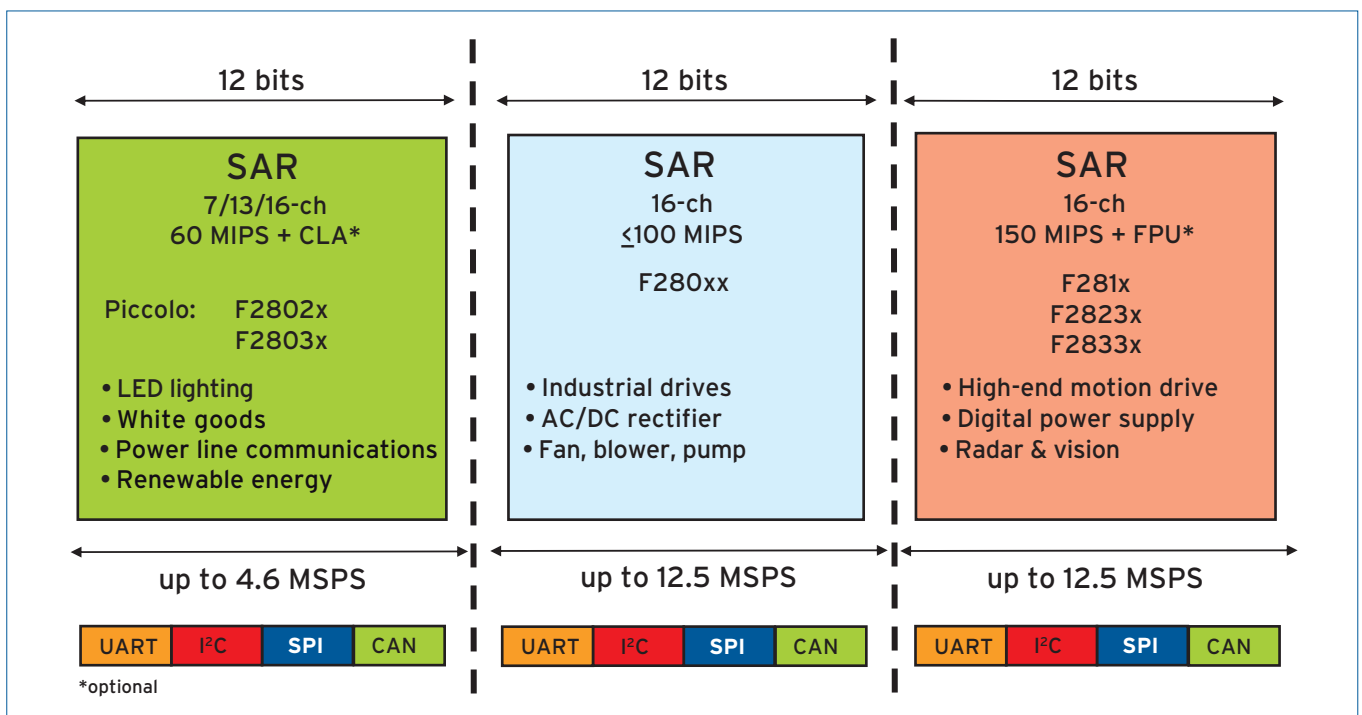 12 bits
SAR
7/13/16-ch
60 MIPS + CLA*
Piccolo: F2802x
F2803x
• LED lighting
• White goods
• Power line communications
• Renewable energy
up to 4.6 MSPS
UART I²C SPI CAN
*optional
12 bits
SAR
16-ch
≤100 MIPS
F280xx
• Industrial drives
• AC/DC rectifier
• Fan, blower, pump
up to 12.5 MSPS
UART I²C SPI CAN
12 bits
SAR
16-ch
150 MIPS + FPU*
F281x
F2823x
F2833x
• High-end motion drive
• Digital power supply
• Radar & vision
up to 12.5 MSPS
UART I²C SPI CAN